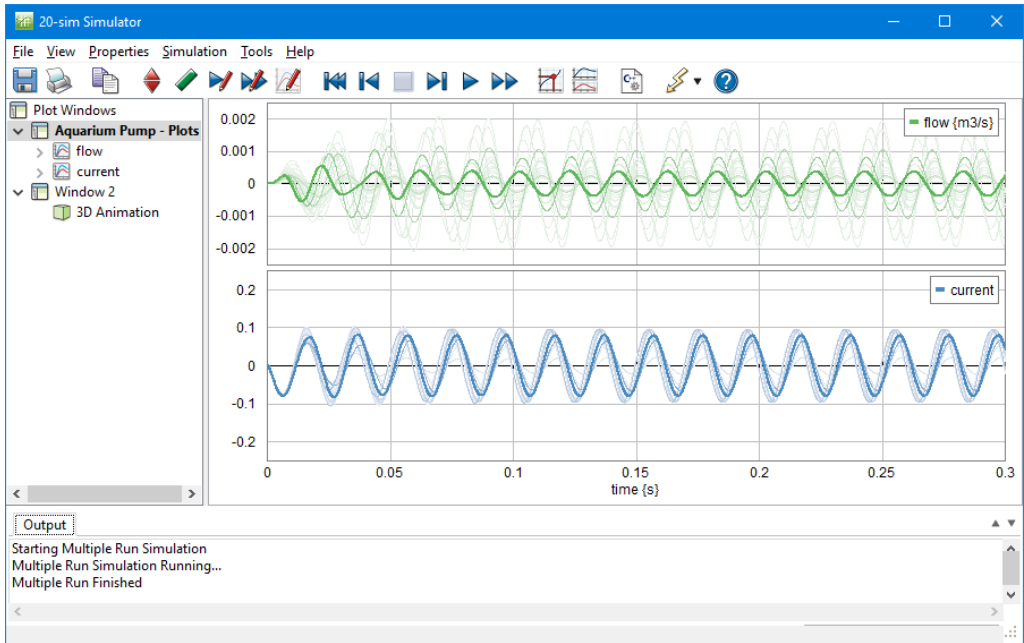 20-sim Simulator
File View Properties Simulation Tools Help
Plot Windows
Aquarium Pump - Plots
flow
current
Window 2
3D Animation
0.002
0.001
0
-0.001
-0.002
flow {m3/s}
0.2
0.1
0
-0.1
-0.2
current
0 0.05 0.1 0.15 0.2 0.25 0.3
time {s}
Output
Starting Multiple Run Simulation
Multiple Run Simulation Running...
Multiple Run Finished